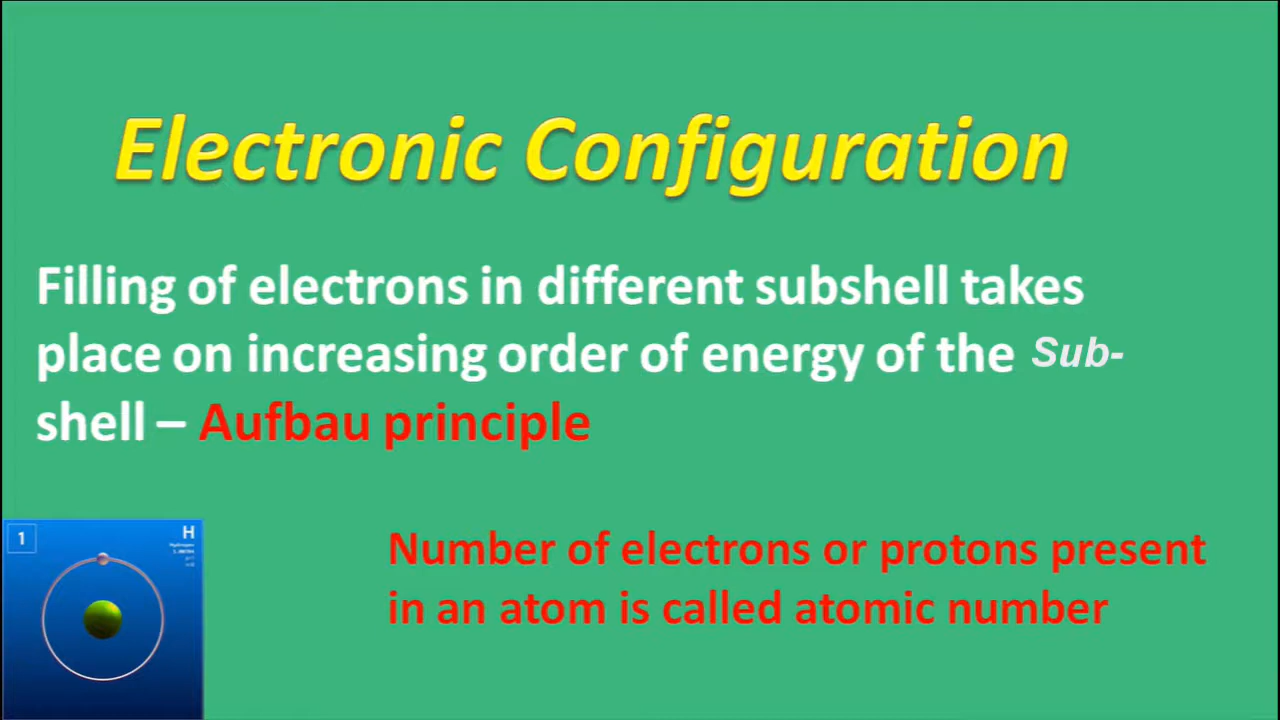 Electronic Configuration
Filling of electrons in different subshell takes
place on increasing order of energy of the Sub-
shell – Aufbau principle
1
H
Hydrogen
Number of electrons or protons present
in an atom is called atomic number